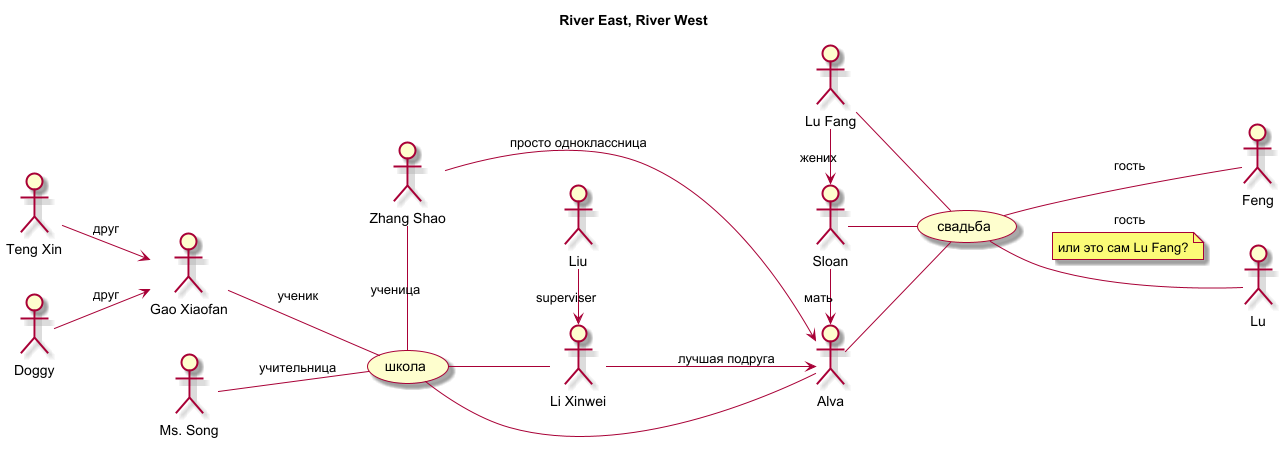 River East, River West
Lu Fang
жених
просто одноклассница
Zhang Shao
Teng Xin
друг
Gao Xiaofan
Doggy
друг
ученик
ученица
Liu
superviser
Sloan
мать
свадьба
гость
Feng
гость
или это сам Lu Fang?
Lu
Ms. Song
учительница
школа
Li Xinwei
лучшая подруга
Alva